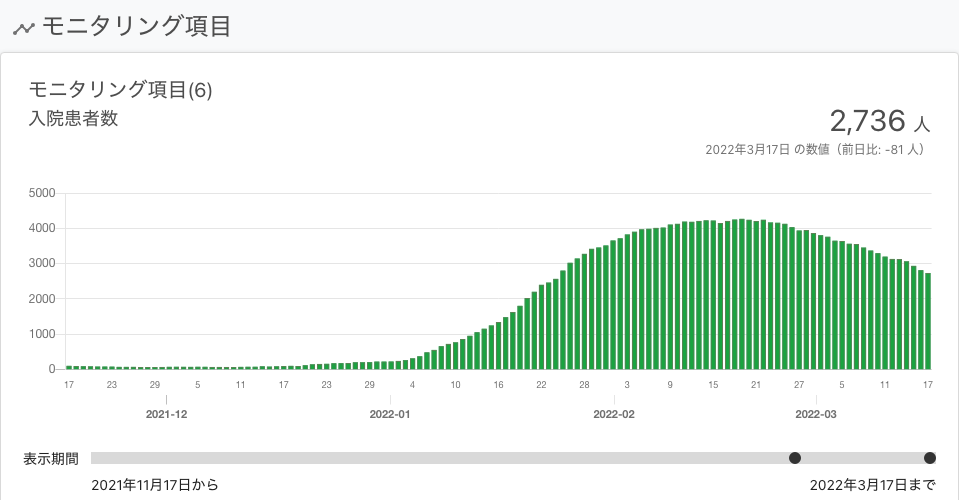 モニタリング項目
モニタリング項目(6)
入院患者数
2,736 人
2022年3月17日 の数値（前日比: -81 人）
5000
4000
3000
2000
1000
0
17 23 29 5 11 17 23 29 4 10 16 22 28 3 9 15 21 27 5 11 17
2021-12 2022-01 2022-02 2022-03
表示期間
2021年11月17日から 2022年3月17日まで